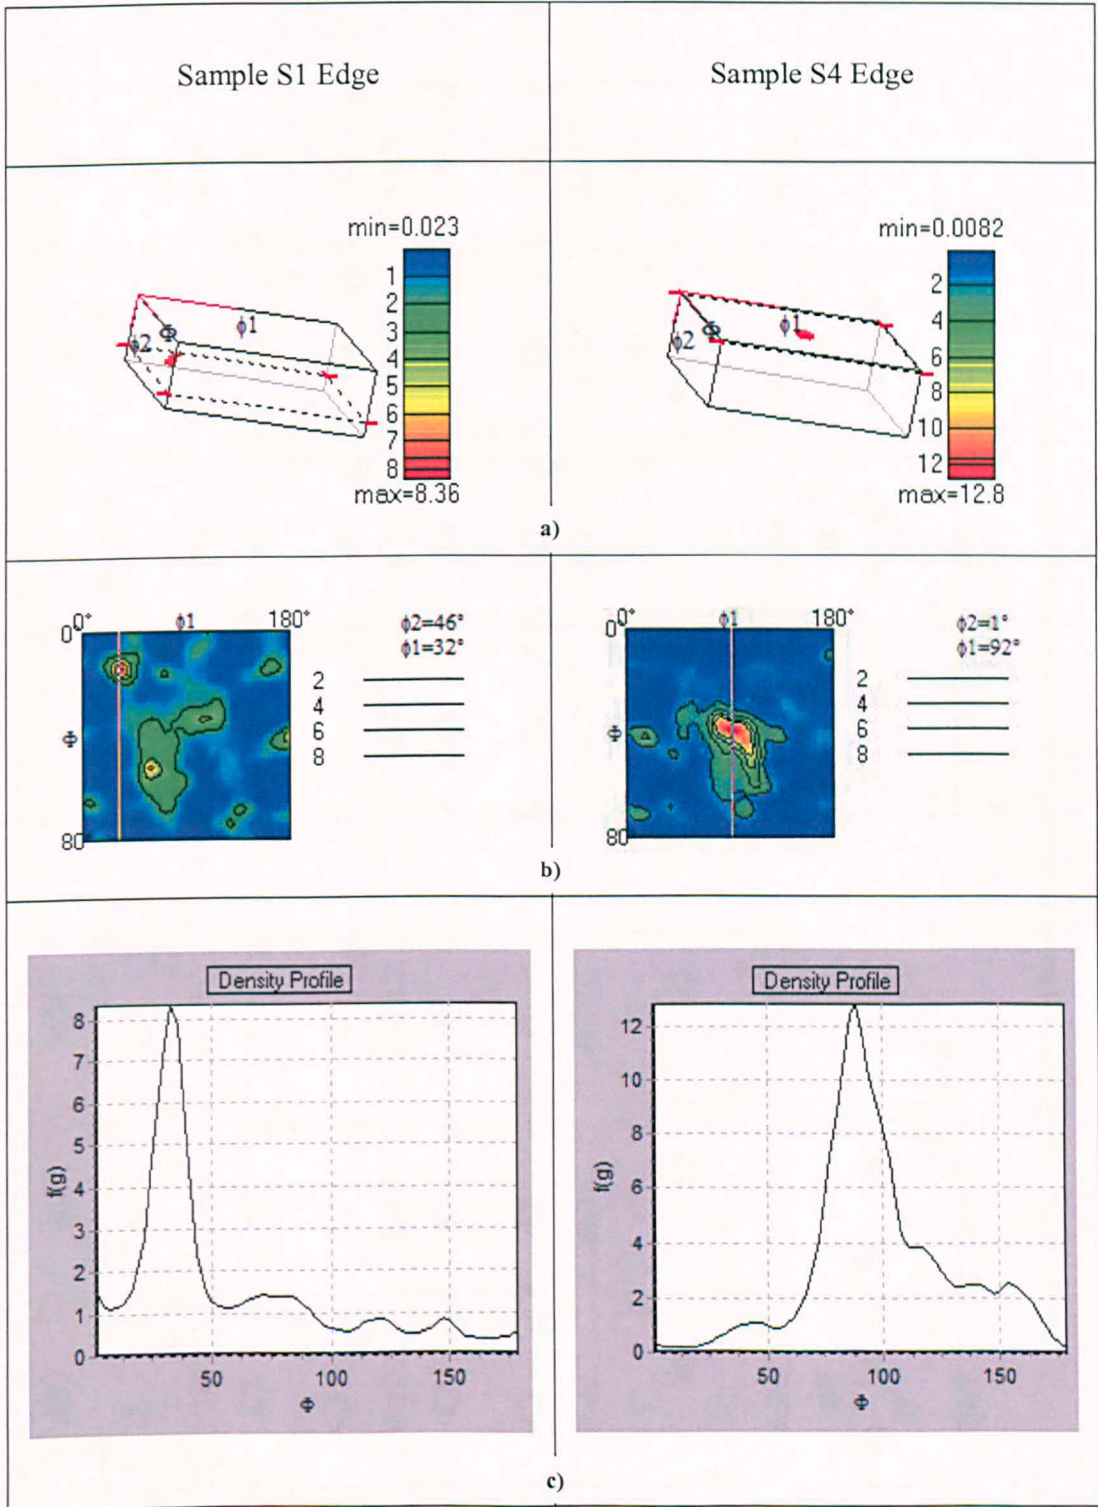 Sample S1 Edge
Sample S4 Edge
min=0.023
1
2
3
4
5
6
7
8
max=8.36
ϕ1
Φ
ϕ2
min=0.0082
2
4
6
8
10
12
max=12.8
ϕ1
Φ
ϕ2
a)
0° ϕ1 180°
0°
Φ
80
ϕ2=46°
ϕ1=32°
2
4
6
8
0° ϕ1 180°
0°
Φ
80
ϕ2=1°
ϕ1=92°
2
4
6
8
b)
Density Profile
8
7
6
5
4
3
2
1
0
f(g)
50 100 150
Φ
Density Profile
12
10
8
6
4
2
0
f(g)
50 100 150
Φ
c)